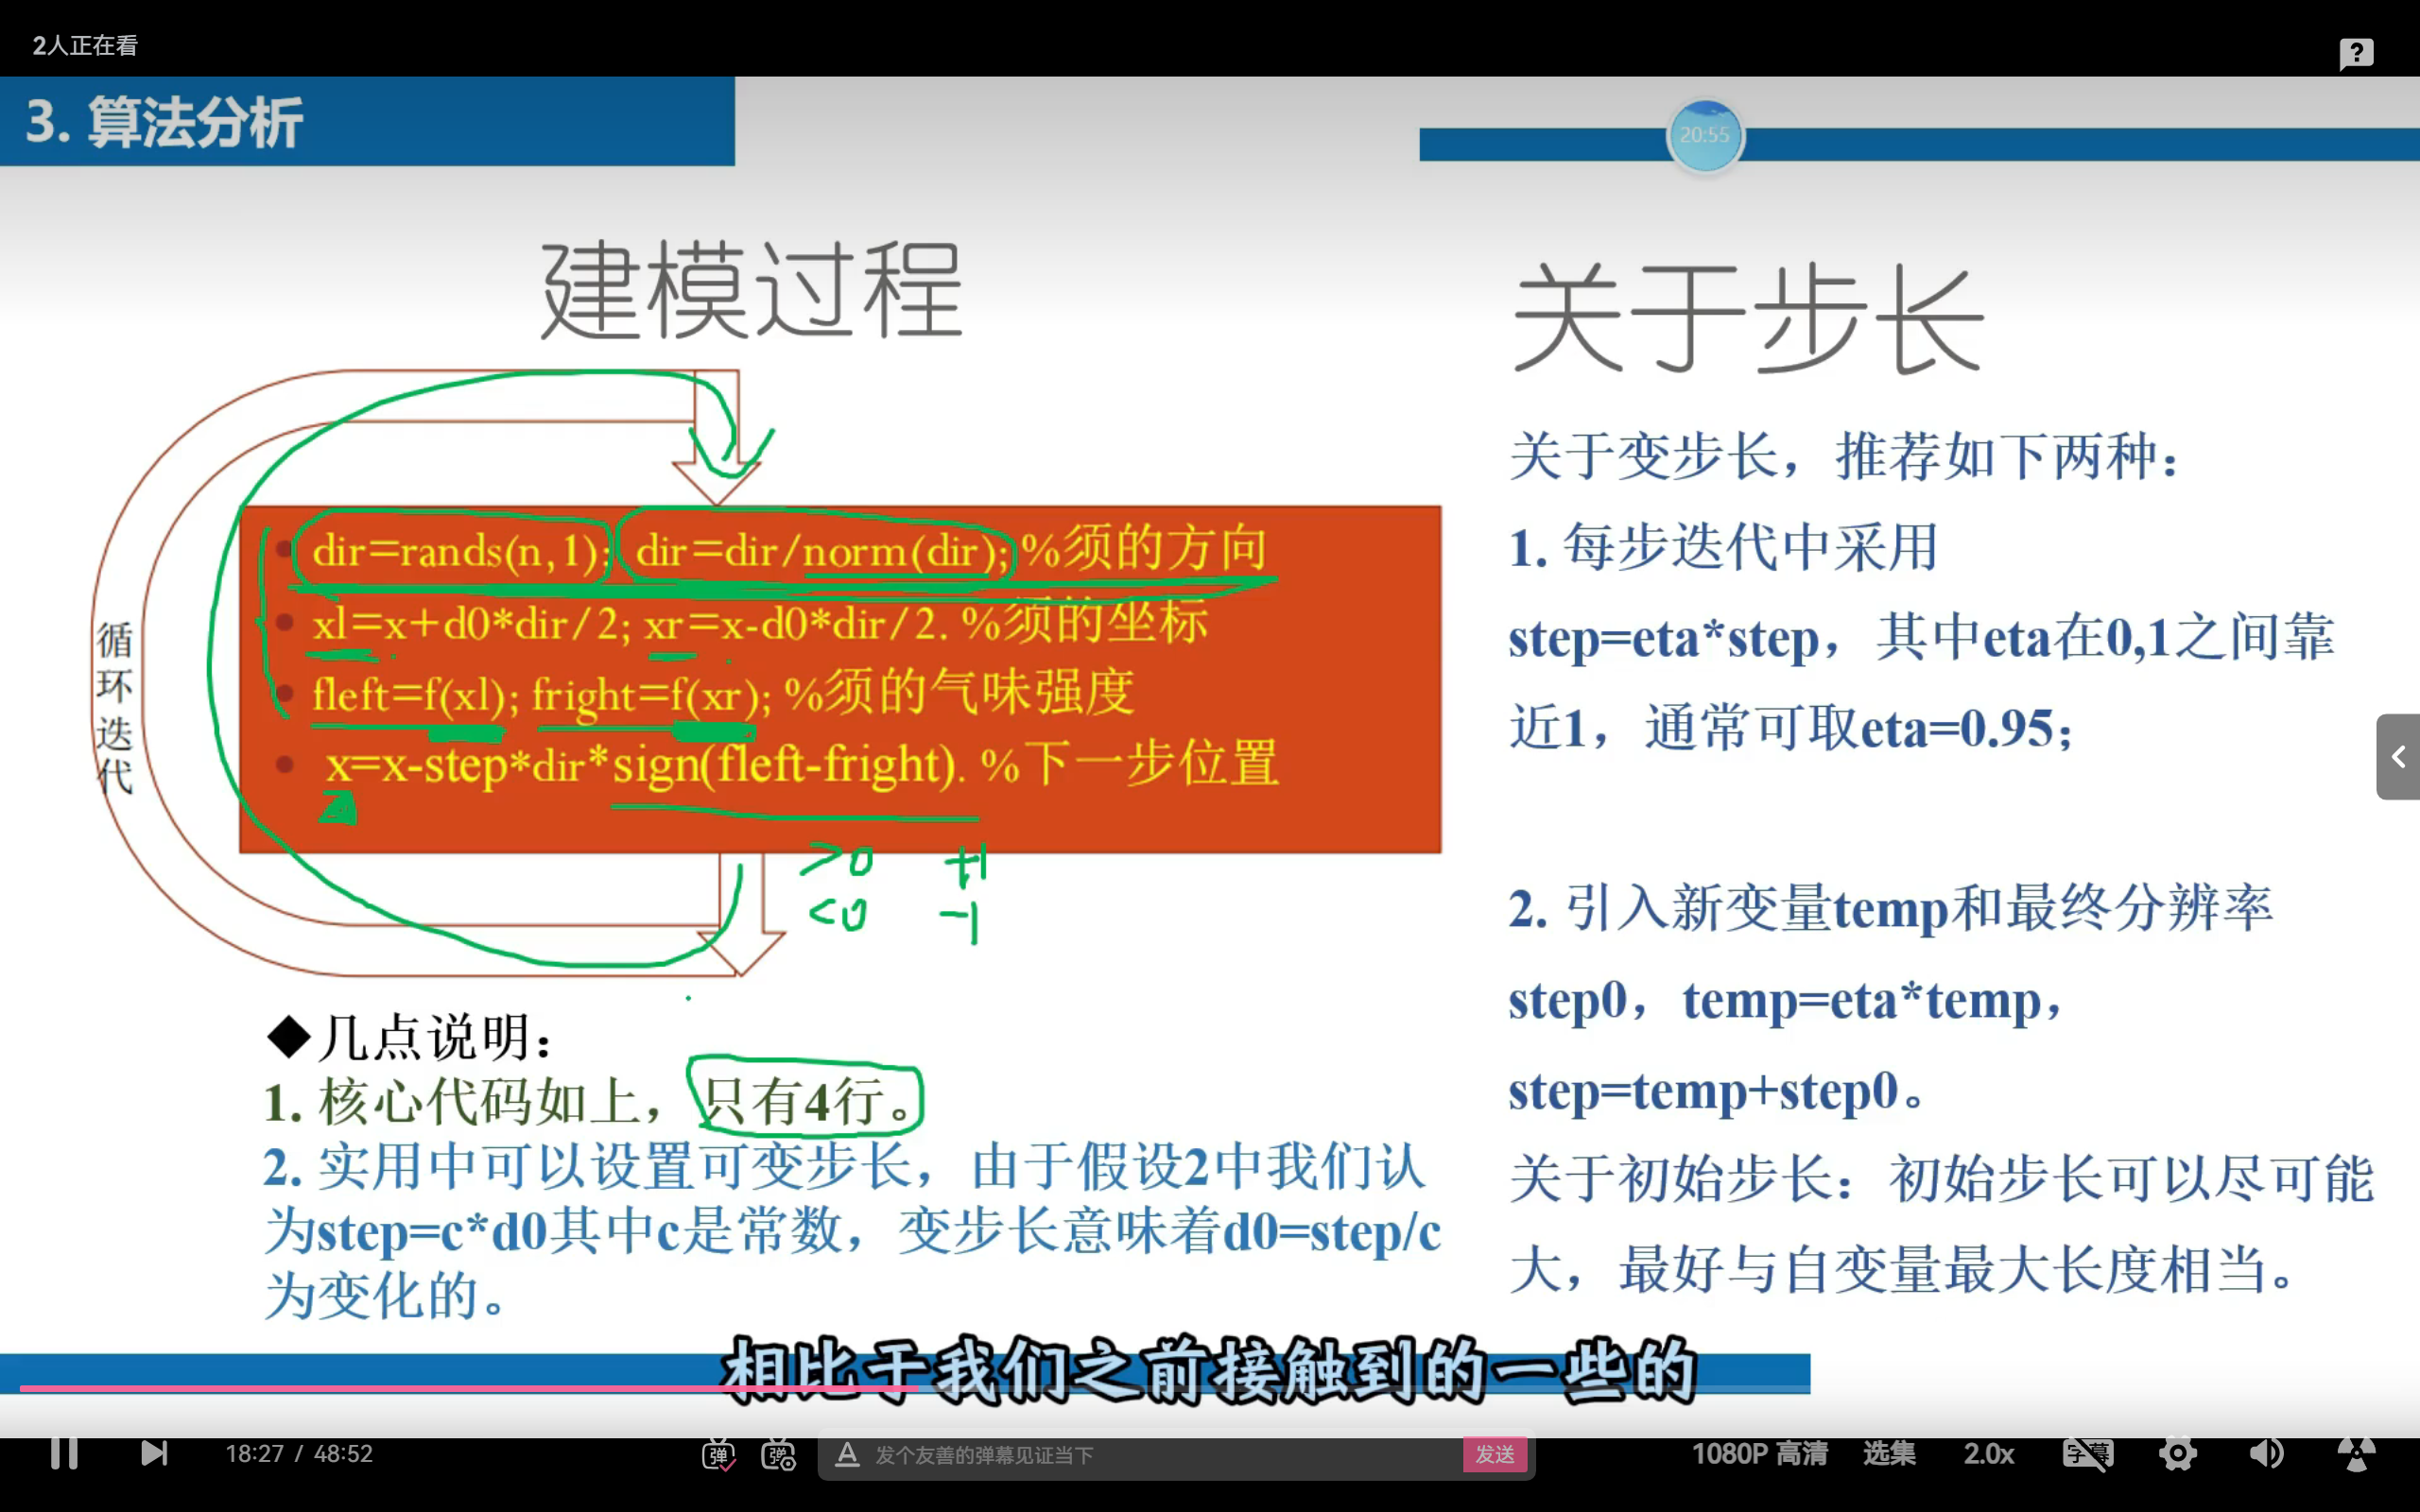 2人正在看
3. 算法分析
20:55
建模过程
循环迭代
dir=rands(n,1); dir=dir/norm(dir); %须的方向
xl=x+d0*dir/2; xr=x-d0*dir/2. %须的坐标
fleft=f(xl); fright=f(xr); %须的气味强度
x=x-step*dir*sign(fleft-fright). %下一步位置
>0 +1
<0 -1
◆几点说明：
1. 核心代码如上，只有4行。
2. 实用中可以设置可变步长，由于假设2中我们认
为step=c*d0其中c是常数，变步长意味着d0=step/c
为变化的。
关于步长
关于变步长，推荐如下两种：
1. 每步迭代中采用
step=eta*step，其中eta在0,1之间靠
近1，通常可取eta=0.95；
2. 引入新变量temp和最终分辨率
step0，temp=eta*temp，
step=temp+step0。
关于初始步长：初始步长可以尽可能
大，最好与自变量最大长度相当。
相比于我们之前接触到的一些的
18:27 / 48:52
弹
弹
A 发个友善的弹幕见证当下
发送
1080P 高清
选集
2.0x
字幕